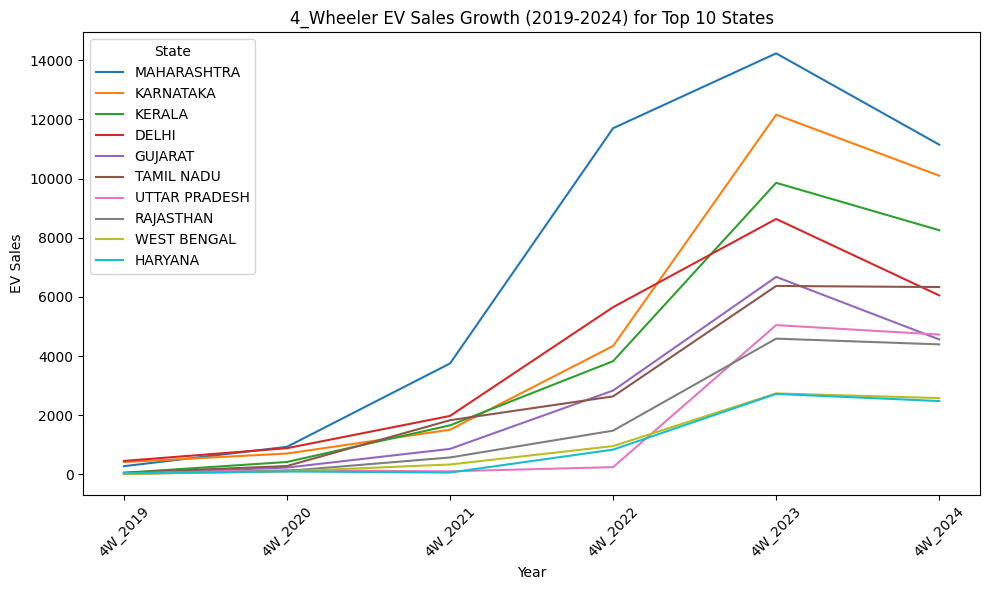 4_Wheeler EV Sales Growth (2019-2024) for Top 10 States
State
MAHARASHTRA
KARNATAKA
KERALA
DELHI
GUJARAT
TAMIL NADU
UTTAR PRADESH
RAJASTHAN
WEST BENGAL
HARYANA
EV Sales
14000
12000
10000
8000
6000
4000
2000
0
4W_2019
4W_2020
4W_2021
4W_2022
4W_2023
4W_2024
Year